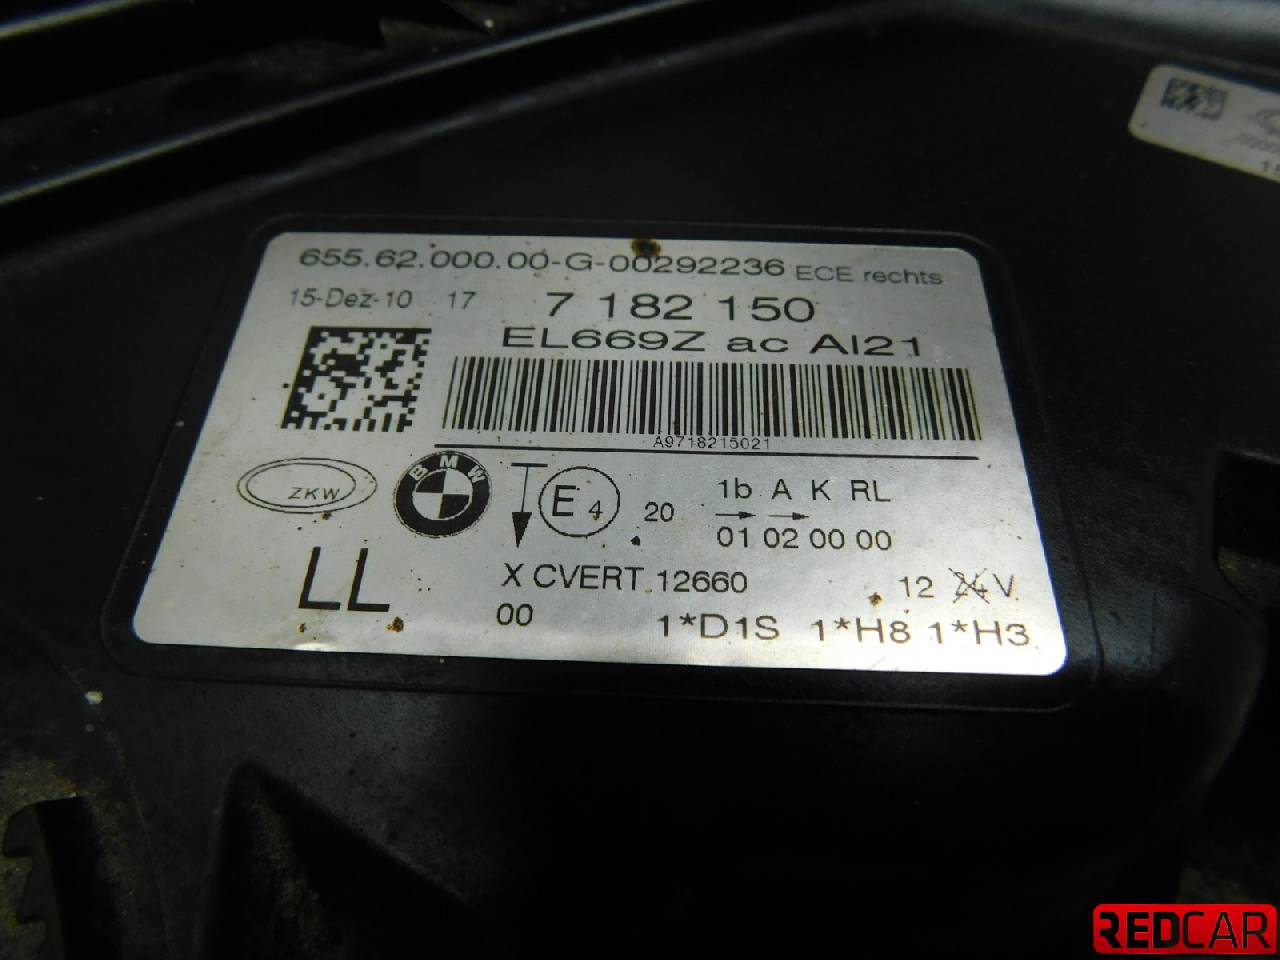 655.62.000.00-G-00292236 ECE rechts
15-Dez-10 17 7 182 150
EL669Z ac AI21
A9718215021
ZKW
BMW
E4 20
1b A K RL
01 02 00 00
LL
X CVERT 12660
00
12 24 V
1*D1S 1*H8 1*H3
REDCAR